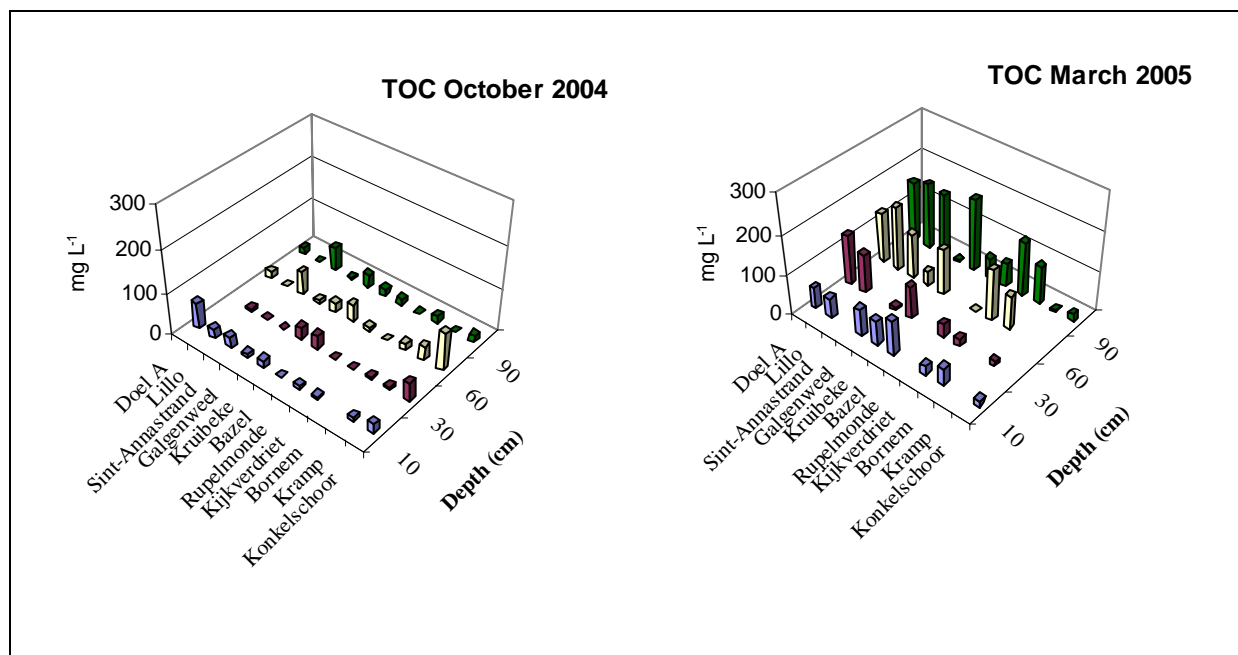 TOC October 2004
300
200
100
0
mg L-1
Doel A
Lillo
Sint-Annastrand
Galgenweel
Kruibeke
Bazel
Rupelmonde
Kijkverdriet
Bornem
Kramp
Konkelschoor
10
30
60
90
Depth (cm)
TOC March 2005
300
200
100
0
mg L-1
Doel A
Lillo
Sint-Annastrand
Galgenweel
Kruibeke
Bazel
Rupelmonde
Kijkverdriet
Bornem
Kramp
Konkelschoor
10
30
60
90
Depth (cm)